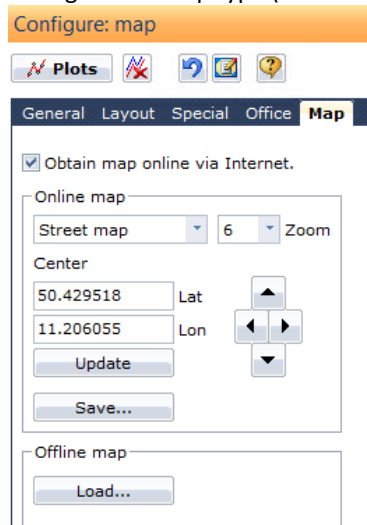 Configure: map
Plots
General Layout Special Office Map
Obtain map online via Internet.
Online map
Street map 6 Zoom
Center
50.429518 Lat
11.206055 Lon
Update
Save...
Offline map
Load...